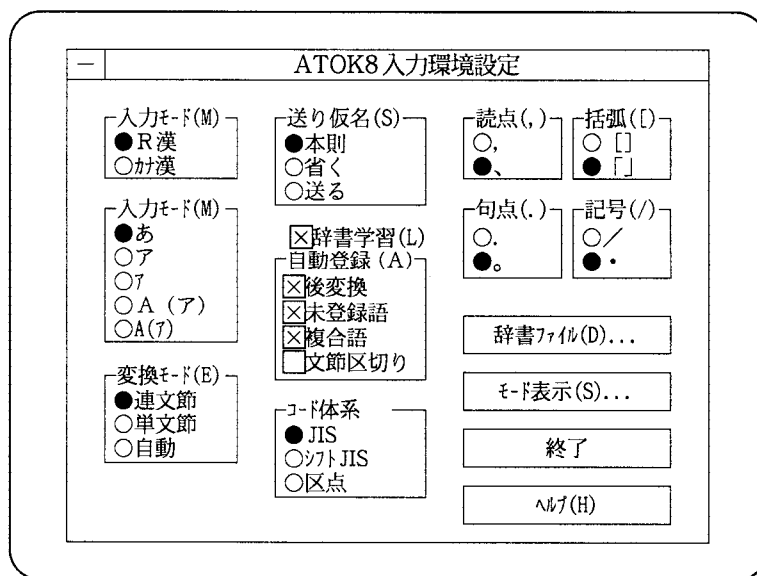 ATOK8入力環境設定
入力ﾓｰﾄﾞ(M)
●R漢
○ｶﾅ漢
入力ﾓｰﾄﾞ(M)
●あ
○ア
○ｱ
○A (ア)
○A(ｱ)
変換ﾓｰﾄﾞ(E)
●連文節
○単文節
○自動
送り仮名(S)
●本則
○省く
○送る
☒辞書学習(L)
自動登録(A)
☒後変換
☒未登録語
☒複合語
□文節区切り
ｺｰﾄﾞ体系
●JIS
○ｼﾌﾄJIS
○区点
読点(,)
○,
●、
括弧([)
○[]
●「」
句点(.)
○.
●。
記号(/)
○／
●・
辞書ﾌｧｲﾙ(D)...
ﾓｰﾄﾞ表示(S)...
終了
ﾍﾙﾌﾟ(H)